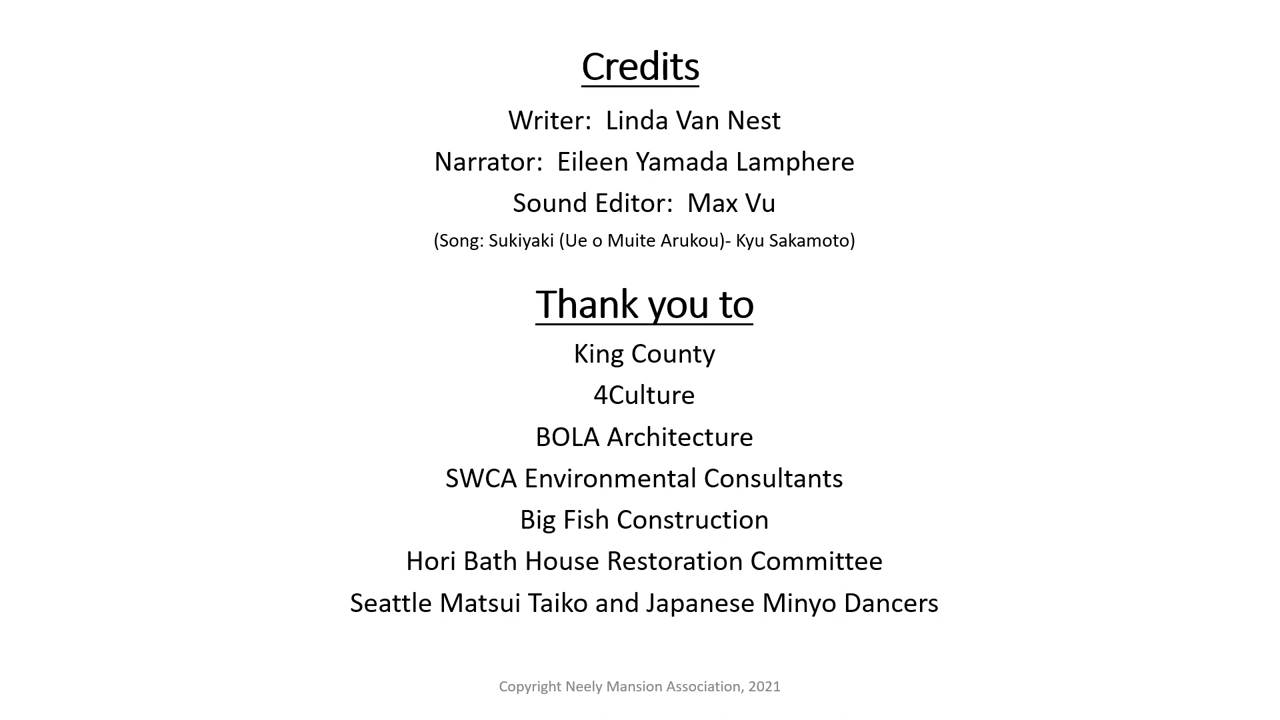 Credits
Writer:  Linda Van Nest
Narrator:  Eileen Yamada Lamphere
Sound Editor:  Max Vu
(Song: Sukiyaki (Ue o Muite Arukou)- Kyu Sakamoto)
Thank you to
King County
4Culture
BOLA Architecture
SWCA Environmental Consultants
Big Fish Construction
Hori Bath House Restoration Committee
Seattle Matsui Taiko and Japanese Minyo Dancers
Copyright Neely Mansion Association, 2021